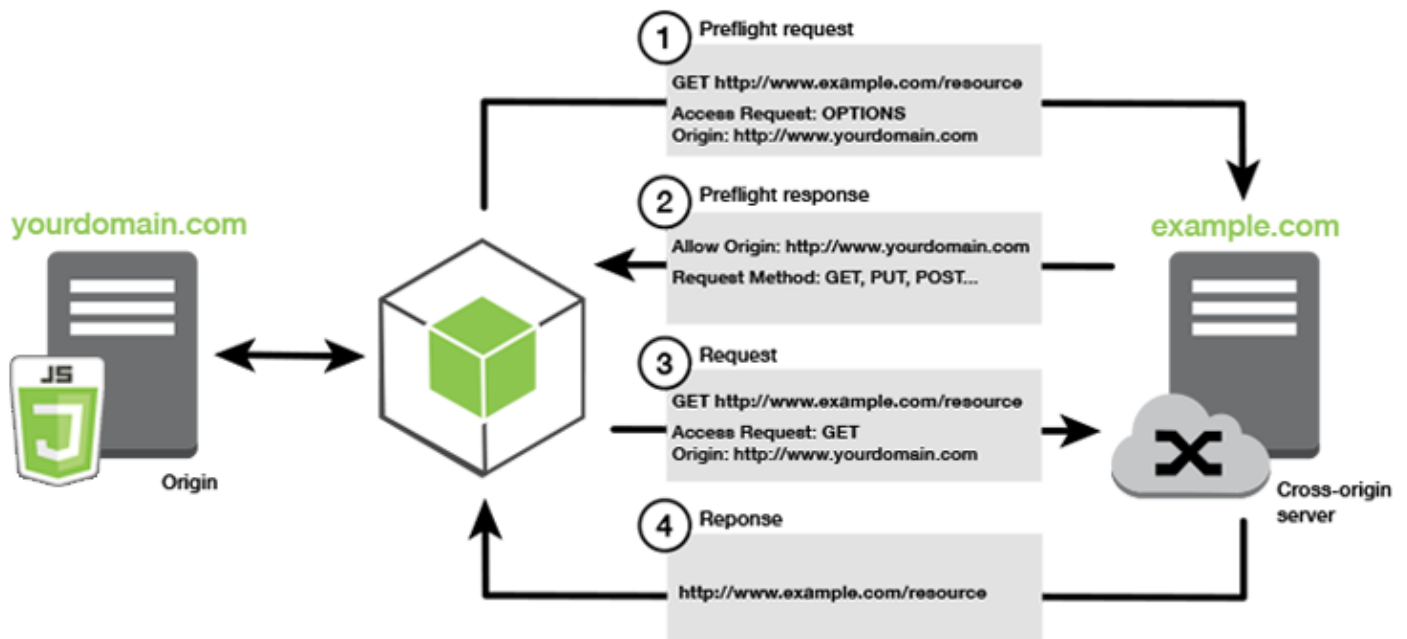 1
Preflight request
GET http://www.example.com/resource
Access Request: OPTIONS
Origin: http://www.yourdomain.com
2
Preflight response
Allow Origin: http://www.yourdomain.com
Request Method: GET, PUT, POST...
yourdomain.com
JS
Origin
example.com
3
Request
GET http://www.example.com/resource
Access Request: GET
Origin: http://www.yourdomain.com
Cross-origin
server
4
Reponse
http://www.example.com/resource